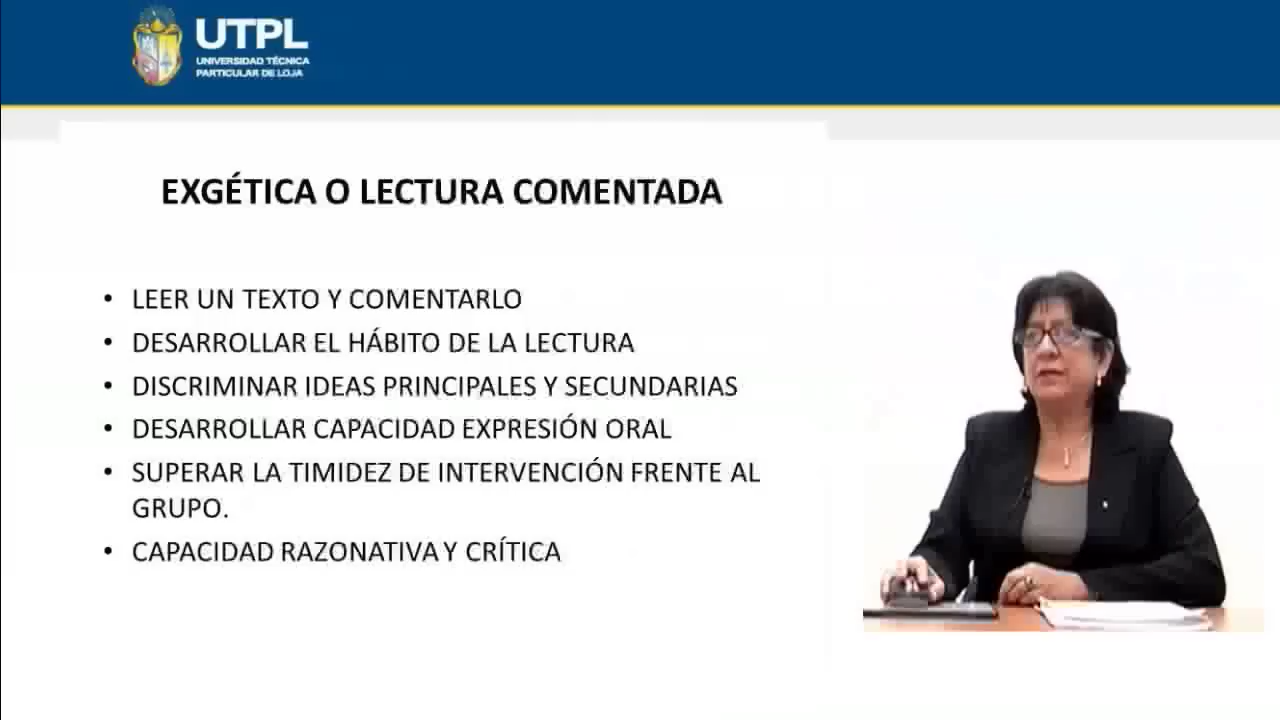 UTPL
UNIVERSIDAD TÉCNICA
PARTICULAR DE LOJA
EXGÉTICA O LECTURA COMENTADA
• LEER UN TEXTO Y COMENTARLO
• DESARROLLAR EL HÁBITO DE LA LECTURA
• DISCRIMINAR IDEAS PRINCIPALES Y SECUNDARIAS
• DESARROLLAR CAPACIDAD EXPRESIÓN ORAL
• SUPERAR LA TIMIDEZ DE INTERVENCIÓN FRENTE AL
GRUPO.
• CAPACIDAD RAZONATIVA Y CRÍTICA